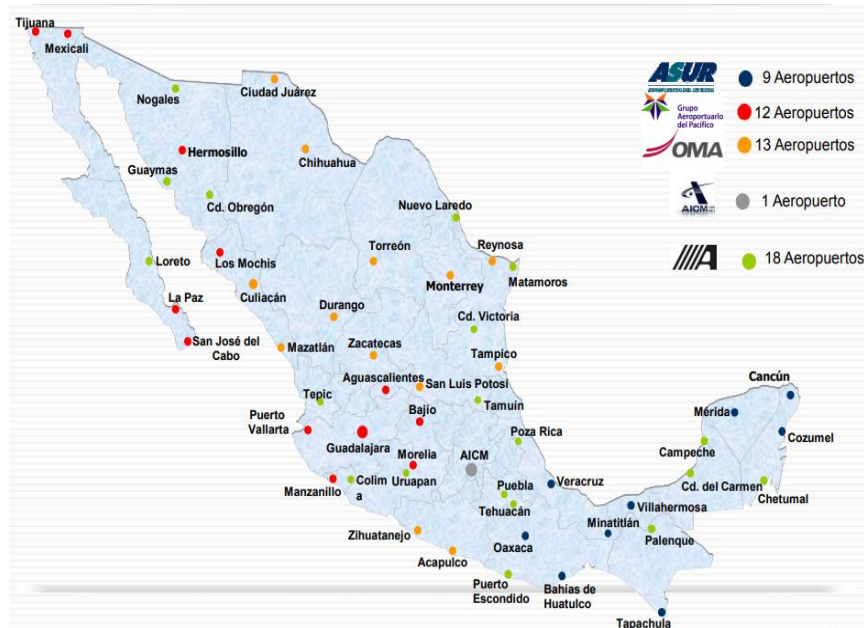 Tijuana
Mexicali
Nogales
Ciudad Juárez
Hermosillo
Chihuahua
Guaymas
Cd. Obregón
Nuevo Laredo
Loreto
Los Mochis
Torreón
Reynosa
Culiacán
Monterrey
Matamoros
La Paz
Durango
Cd. Victoria
San José del
Cabo
Mazatlán
Zacatecas
Tampico
Aguascalientes
San Luis Potosí
Tepic
Tamuín
Cancún
Bajío
Mérida
Puerto
Vallarta
Guadalajara
Poza Rica
Cozumel
Morelia
AICM
Campeche
Manzanillo
Colim
a
Uruapan
Puebla
Veracruz
Cd. del Carmen
Chetumal
Tehuacán
Villahermosa
Minatitlán
Palenque
Zihuatanejo
Oaxaca
Acapulco
Puerto
Escondido
Bahías de
Huatulco
Tapachula
ASUR
9 Aeropuertos
Grupo
Aeroportuario
del Pacífico
12 Aeropuertos
OMA
13 Aeropuertos
AICM
1 Aeropuerto
18 Aeropuertos